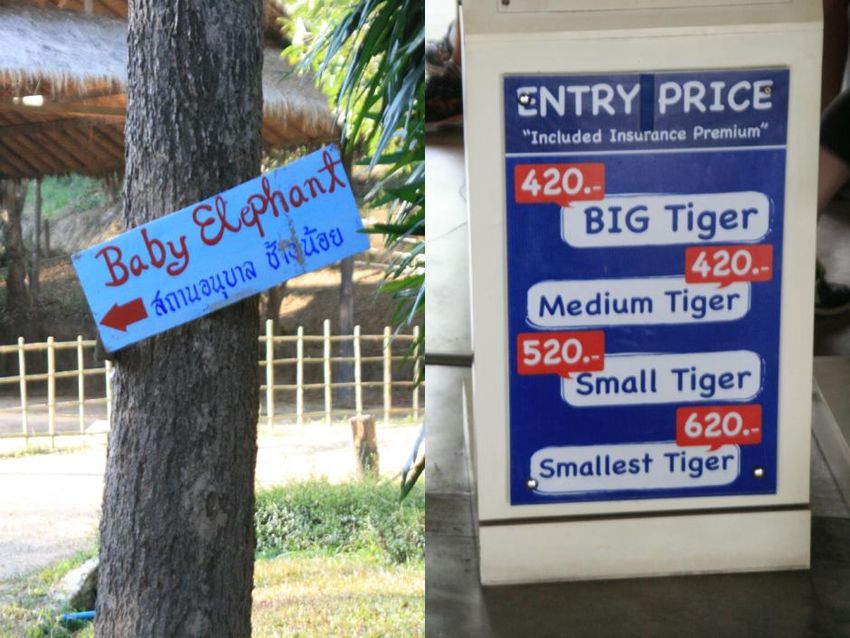 Baby Elephant
สถานอนุบาล ช้างน้อย
ENTRY PRICE
"Included Insurance Premium"
420.-
BIG Tiger
420.-
Medium Tiger
520.-
Small Tiger
620.-
Smallest Tiger